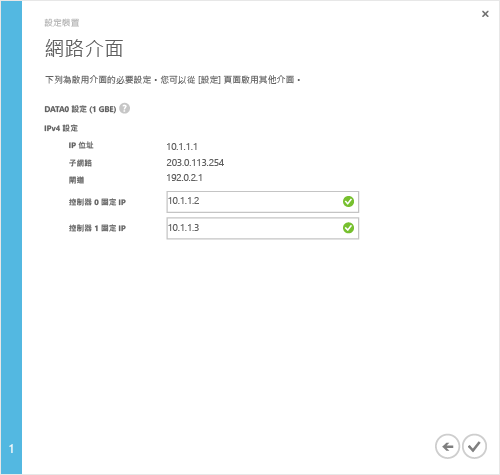 設定裝置
網路介面
下列為啟用介面的必要設定。您可以從 [設定] 頁面啟用其他介面。
DATA0 設定 (1 GBE) ?
IPv4 設定
IP 位址 10.1.1.1
子網路 203.0.113.254
閘道 192.0.2.1
控制器 0 固定 IP 10.1.1.2
控制器 1 固定 IP 10.1.1.3
1